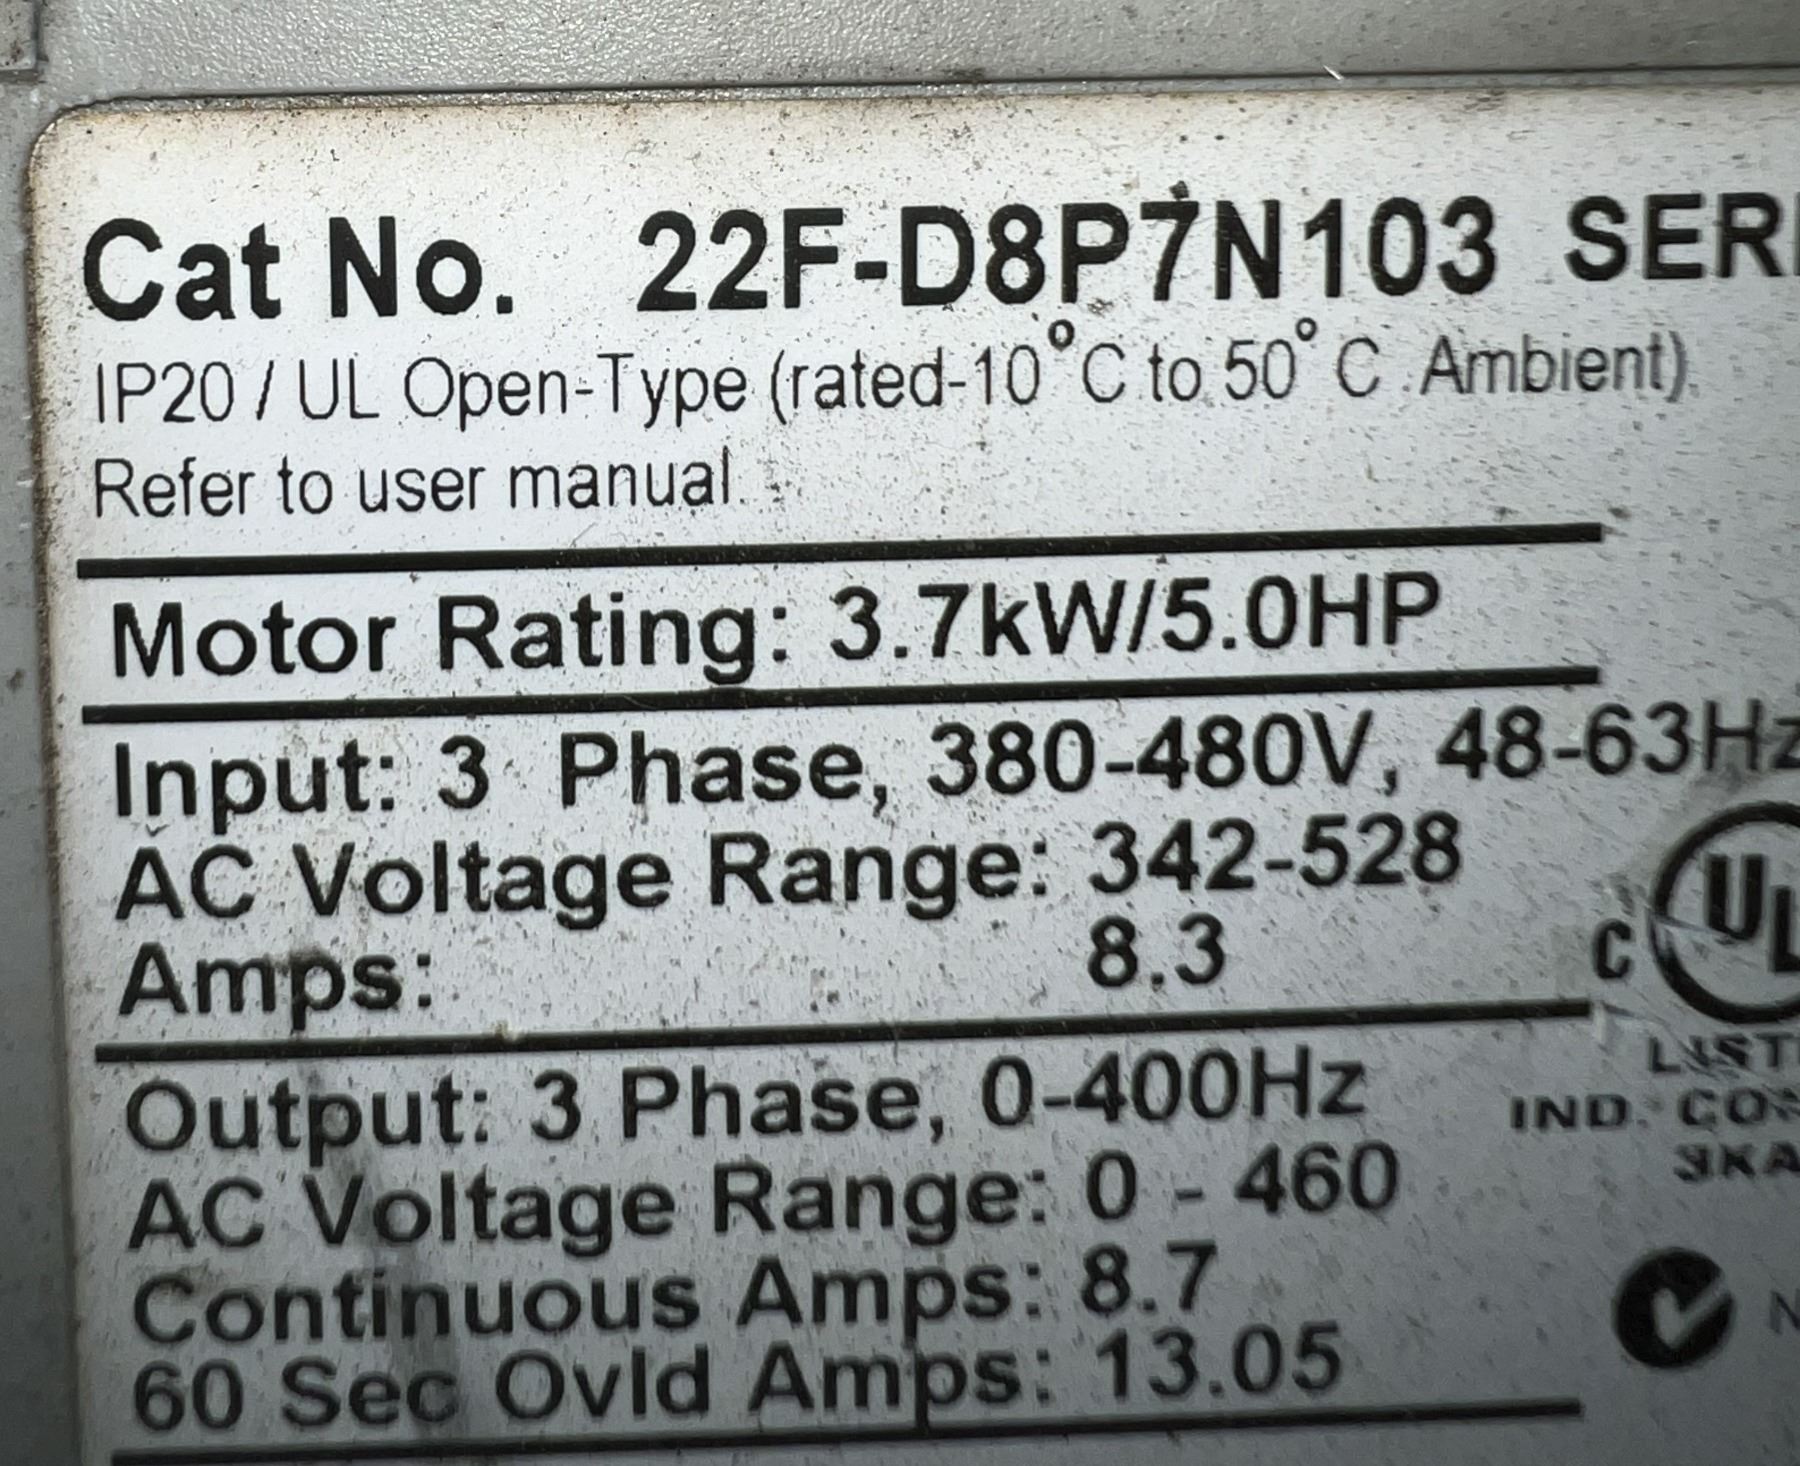 Cat No. 22F-D8P7N103
IP20 / UL Open-Type (rated-10°C to 50°C Ambient)
Refer to user manual.
Motor Rating: 3.7kW/5.0HP
Input: 3 Phase, 380-480V, 48-63Hz
AC Voltage Range: 342-528
Amps: 8.3
C UL
IND.
Output: 3 Phase, 0-400Hz
AC Voltage Range: 0 - 460
Continuous Amps: 8.7
60 Sec Ovld Amps: 13.05